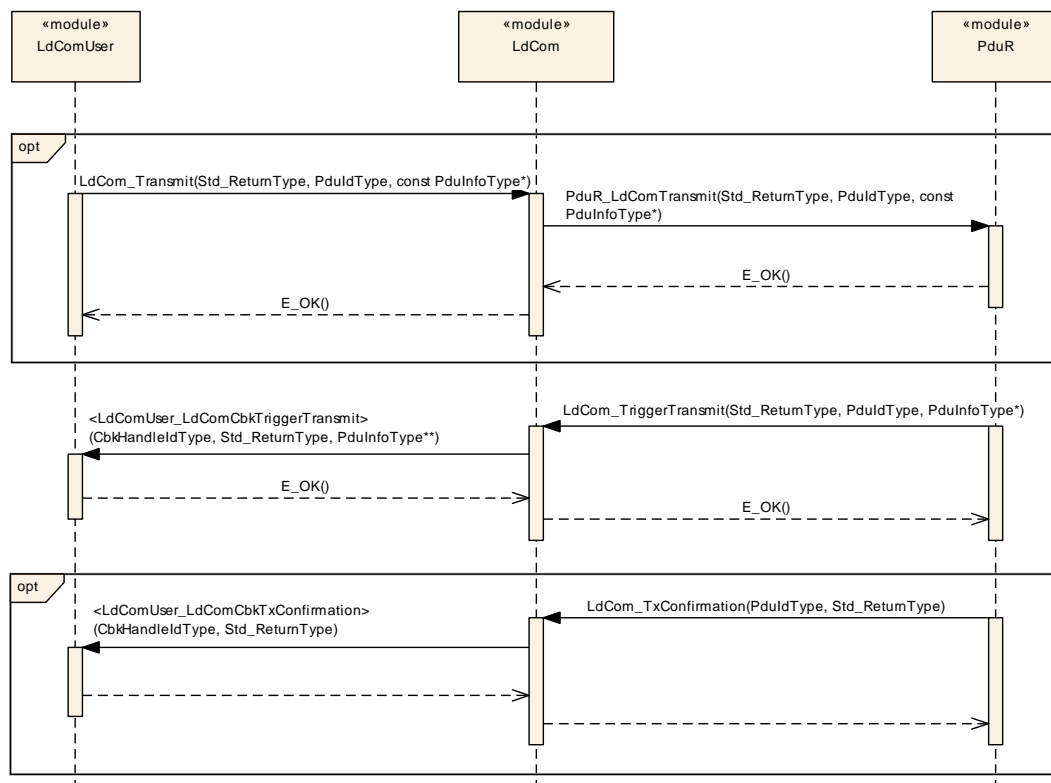 «module»
LdComUser
«module»
LdCom
«module»
PduR
opt
LdCom_Transmit(Std_ReturnType, PduIdType, const PduInfoType*)
PduR_LdComTransmit(Std_ReturnType, PduIdType, const
PduInfoType*)
E_OK()
E_OK()
<LdComUser_LdComCbkTriggerTransmit>
(CbkHandleIdType, Std_ReturnType, PduInfoType**)
LdCom_TriggerTransmit(Std_ReturnType, PduIdType, PduInfoType*)
E_OK()
E_OK()
opt
<LdComUser_LdComCbkTxConfirmation>
(CbkHandleIdType, Std_ReturnType)
LdCom_TxConfirmation(PduIdType, Std_ReturnType)